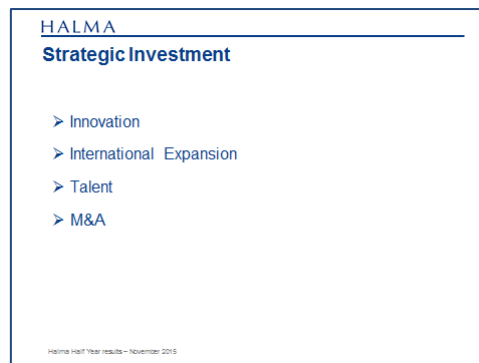 HALMA
Strategic Investment
➢ Innovation
➢ International Expansion
➢ Talent
➢ M&A
Halma Half Year results – November 2015